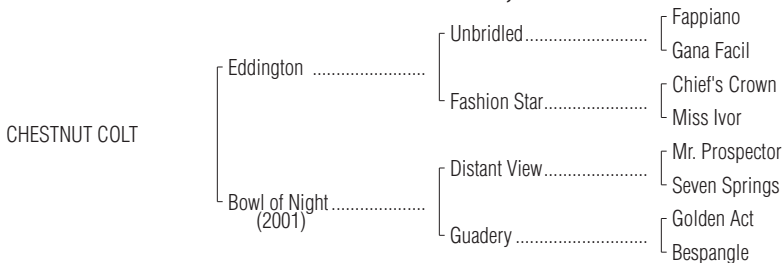 Fappiano
Unbridled..........................
Gana Facil
Eddington ........................
Chief's Crown
Fashion Star......................
Miss Ivor
CHESTNUT COLT
Mr. Prospector
Distant View......................
Seven Springs
Bowl of Night....................
(2001)
Golden Act
Guadery ............................
Bespangle